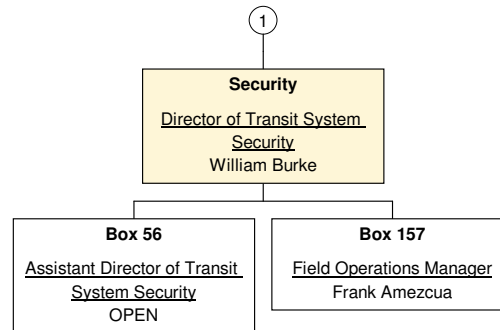 1
Security
Director of Transit System
Security
William Burke
Box 56
Assistant Director of Transit
System Security
OPEN
Box 157
Field Operations Manager
Frank Amezcua